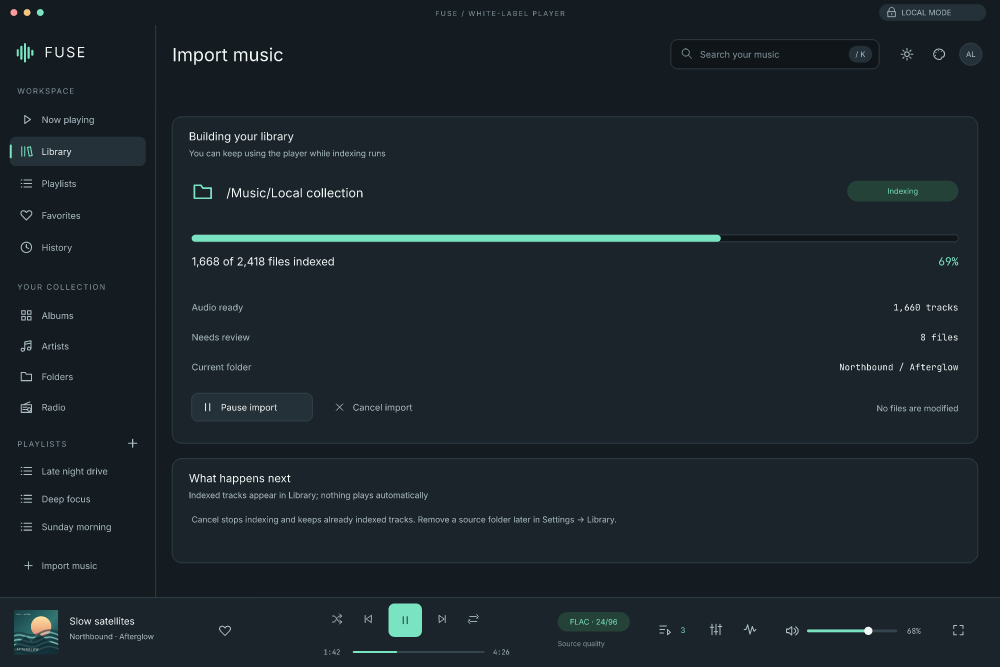 FUSE / WHITE-LABEL PLAYER
LOCAL MODE
FUSE
WORKSPACE
Now playing
Library
Playlists
Favorites
History
YOUR COLLECTION
Albums
Artists
Folders
Radio
PLAYLISTS
Late night drive
Deep focus
Sunday morning
Import music
Import music
Search your music
/ K
AL
Building your library
You can keep using the player while indexing runs
/Music/Local collection
Indexing
1,668 of 2,418 files indexed
69%
Audio ready
1,660 tracks
Needs review
8 files
Current folder
Northbound / Afterglow
Pause import
Cancel import
No files are modified
What happens next
Indexed tracks appear in Library; nothing plays automatically
Cancel stops indexing and keeps already indexed tracks. Remove a source folder later in Settings → Library.
AFTERGLOW
Slow satellites
Northbound · Afterglow
1:42
4:26
FLAC · 24/96
Source quality
3
68%